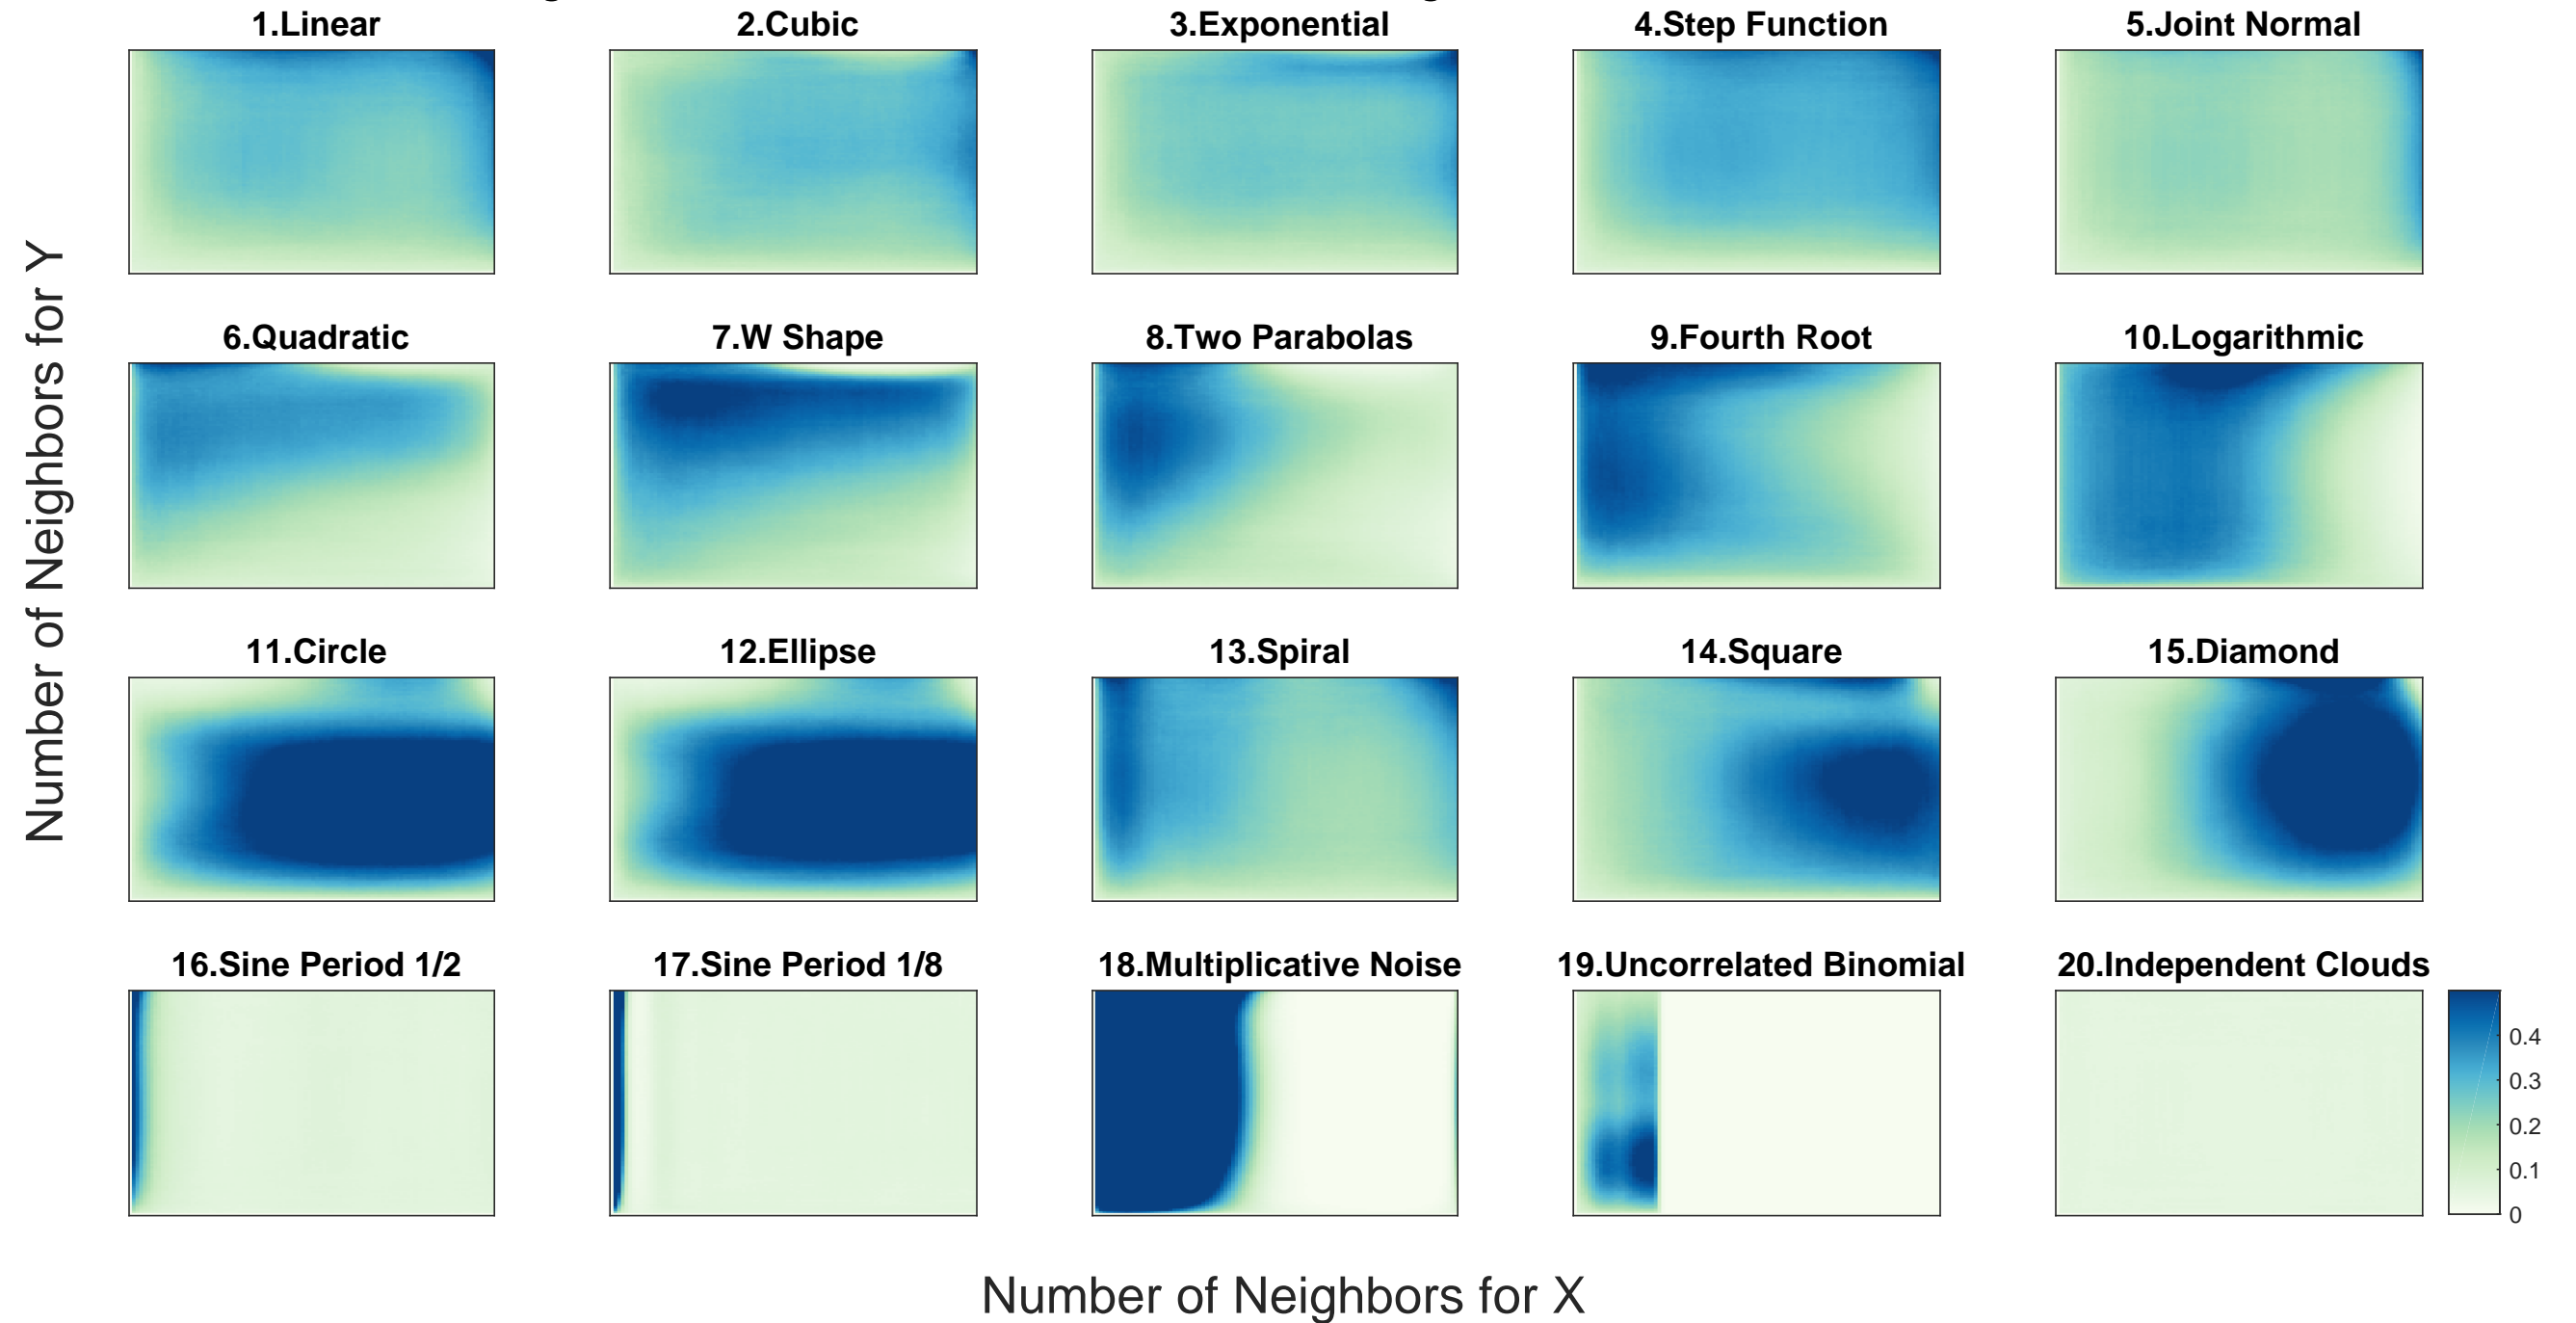 1.Linear
2.Cubic
3.Exponential
4.Step Function
5.Joint Normal
6.Quadratic
7.W Shape
8.Two Parabolas
9.Fourth Root
10.Logarithmic
11.Circle
12.Ellipse
13.Spiral
14.Square
15.Diamond
16.Sine Period 1/2
17.Sine Period 1/8
18.Multiplicative Noise
19.Uncorrelated Binomial
20.Independent Clouds
0.4
0.3
0.2
0.1
0
Number of Neighbors for Y
Number of Neighbors for X